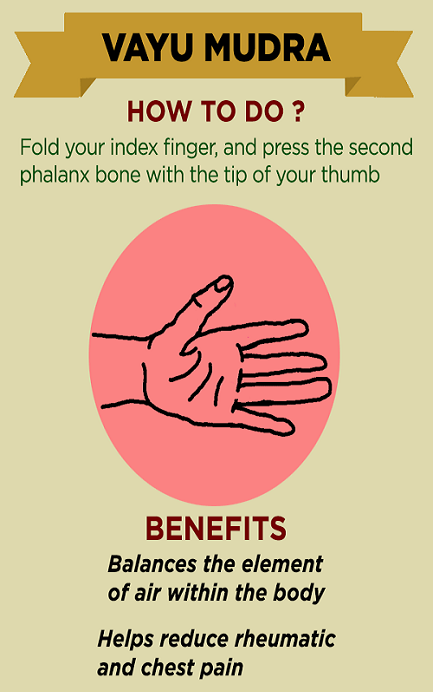 VAYU MUDRA
HOW TO DO ?
Fold your index finger, and press the second
phalanx bone with the tip of your thumb
BENEFITS
Balances the element
of air within the body
Helps reduce rheumatic
and chest pain